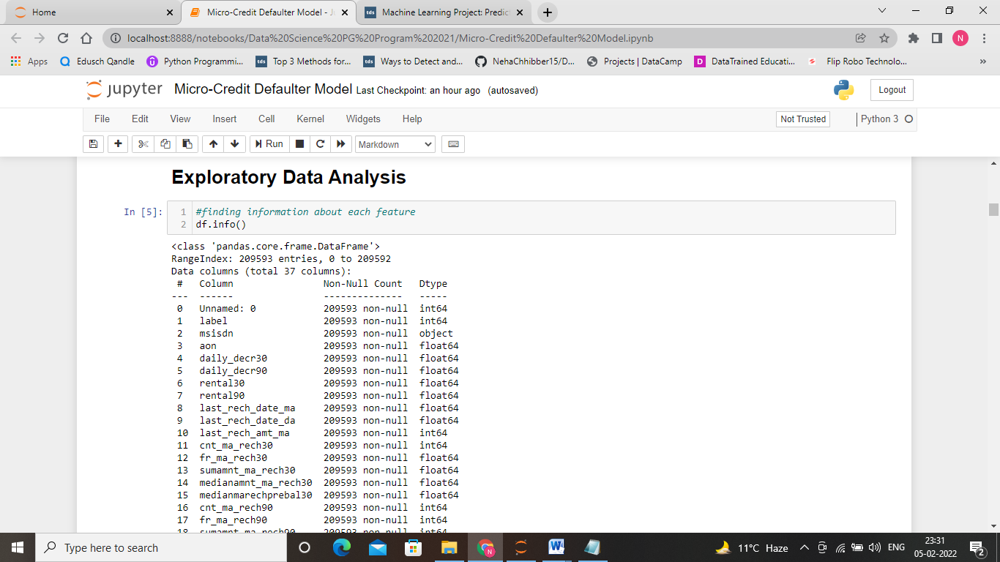 Home
Micro-Credit Defaulter Model - J
Machine Learning Project: Predic
localhost:8888/notebooks/Data%20Science%20PG%20Program%202021/Micro-Credit%20Defaulter%20Model.ipynb
N
Apps
Edusch Qandle
Python Programmi...
tds
Top 3 Methods for...
tds
Ways to Detect and...
NehaChhibber15/D...
Projects | DataCamp
D
DataTrained Educati...
Flip Robo Technolo...
»
jupyter Micro-Credit Defaulter Model Last Checkpoint: an hour ago (autosaved)
Logout
File Edit View Insert Cell Kernel Widgets Help
Not Trusted
Python 3
Run
Markdown
Exploratory Data Analysis
In [5]:
1 #finding information about each feature
2 df.info()
<class 'pandas.core.frame.DataFrame'>
RangeIndex: 209593 entries, 0 to 209592
Data columns (total 37 columns):
 #   Column                Non-Null Count   Dtype
---  ------                --------------   -----
 0   Unnamed: 0            209593 non-null  int64
 1   label                 209593 non-null  int64
 2   msisdn                209593 non-null  object
 3   aon                   209593 non-null  float64
 4   daily_decr30          209593 non-null  float64
 5   daily_decr90          209593 non-null  float64
 6   rental30              209593 non-null  float64
 7   rental90              209593 non-null  float64
 8   last_rech_date_ma     209593 non-null  float64
 9   last_rech_date_da     209593 non-null  float64
 10  last_rech_amt_ma      209593 non-null  int64
 11  cnt_ma_rech30         209593 non-null  int64
 12  fr_ma_rech30          209593 non-null  float64
 13  sumamnt_ma_rech30     209593 non-null  float64
 14  medianamnt_ma_rech30  209593 non-null  float64
 15  medianmarechprebal30  209593 non-null  float64
 16  cnt_ma_rech90         209593 non-null  int64
 17  fr_ma_rech90          209593 non-null  int64
 18  sumamnt_ma_rech90     209593 non-null  int64
Type here to search
11°C Haze
ENG
23:31
05-02-2022
2